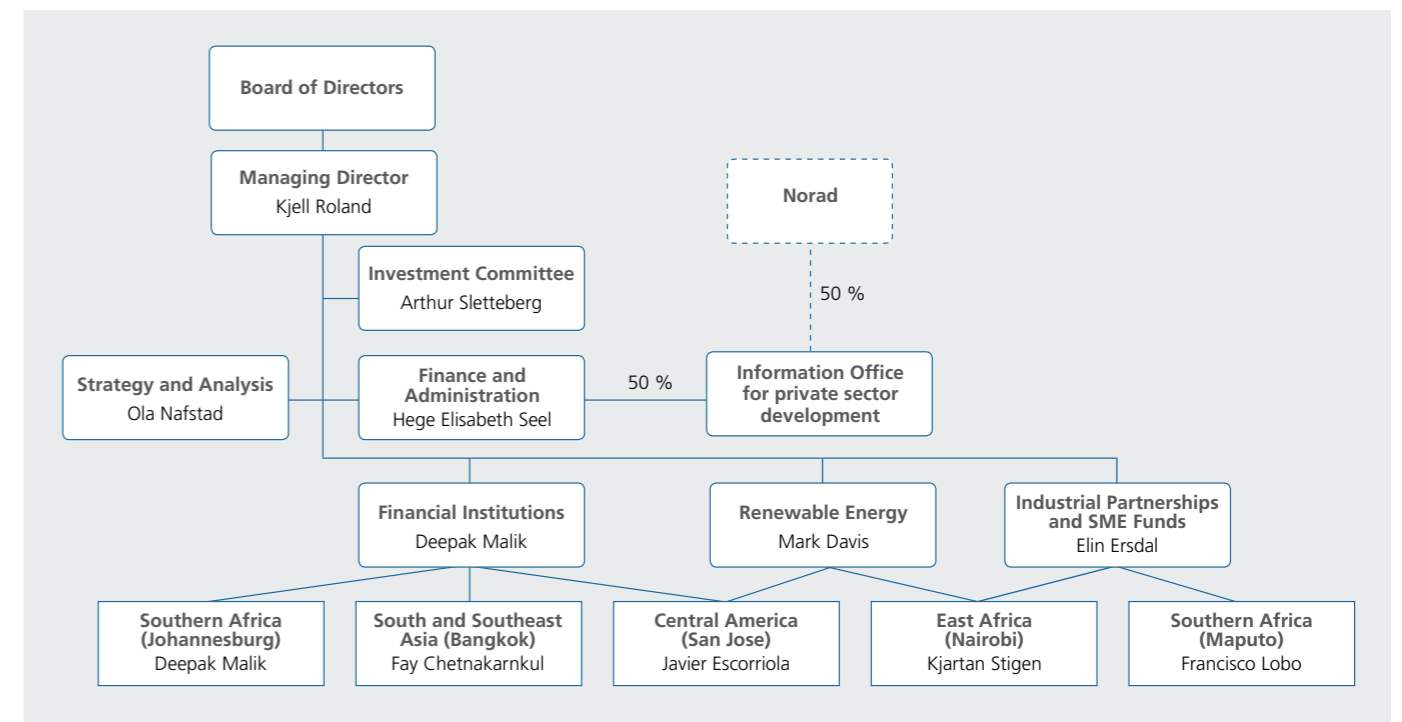 Board of Directors
Managing Director
Kjell Roland
Norad
Investment Committee
Arthur Sletteberg
50 %
Strategy and Analysis
Ola Nafstad
Finance and
Administration
Hege Elisabeth Seel
50 %
Information Office
for private sector
development
Financial Institutions
Deepak Malik
Renewable Energy
Mark Davis
Industrial Partnerships
and SME Funds
Elin Ersdal
Southern Africa
(Johannesburg)
Deepak Malik
South and Southeast
Asia (Bangkok)
Fay Chetnakarnkul
Central America
(San Jose)
Javier Escorriola
East Africa
(Nairobi)
Kjartan Stigen
Southern Africa
(Maputo)
Francisco Lobo